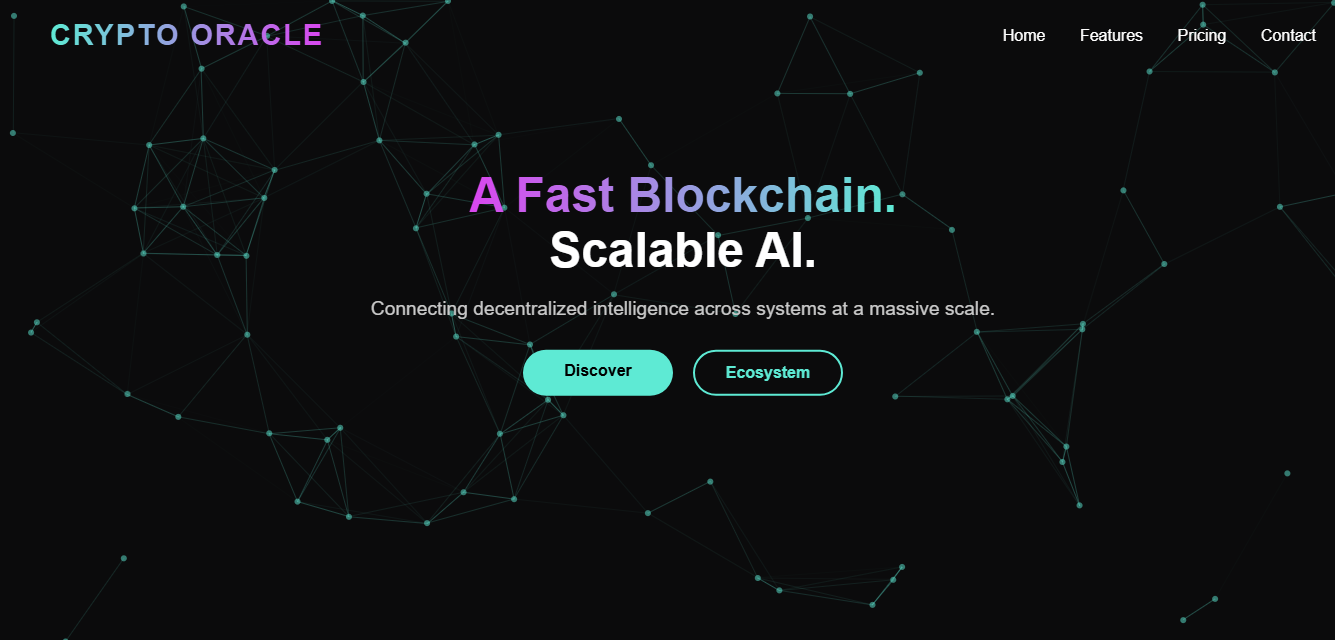 CRYPTO ORACLE
Home Features Pricing Contact
A Fast Blockchain.
Scalable AI.
Connecting decentralized intelligence across systems at a massive scale.
Discover Ecosystem